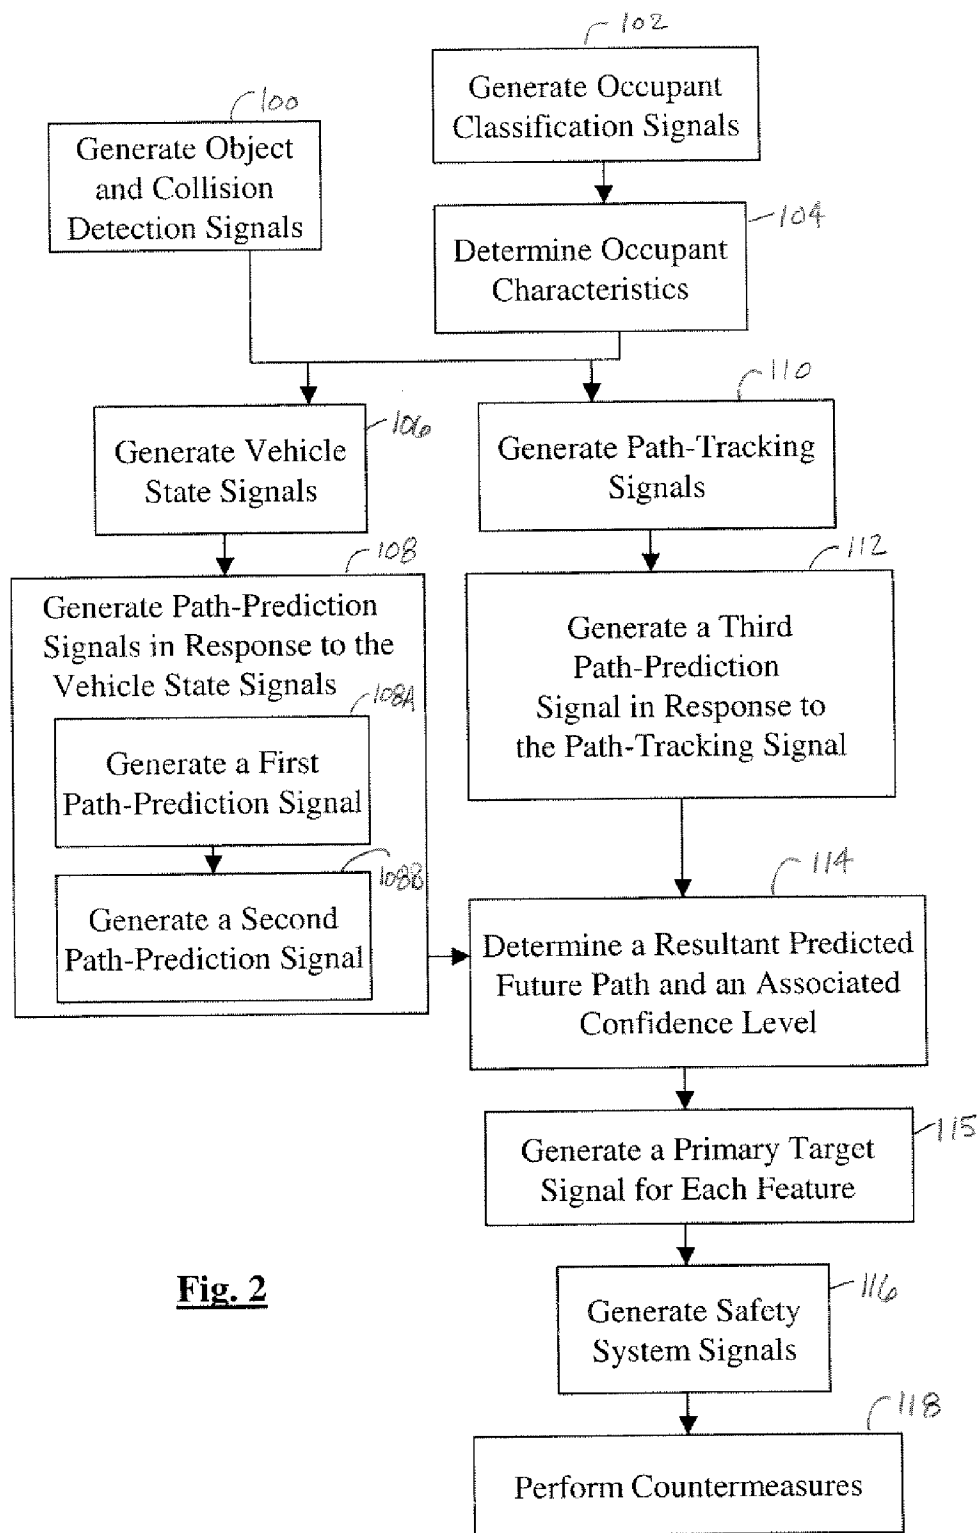 102
Generate Occupant
Classification Signals
100
Generate Object
and Collision
Detection Signals
104
Determine Occupant
Characteristics
106
Generate Vehicle
State Signals
110
Generate Path-Tracking
Signals
108
Generate Path-Prediction
Signals in Response to the
Vehicle State Signals
108A
Generate a First
Path-Prediction Signal
108B
Generate a Second
Path-Prediction Signal
112
Generate a Third
Path-Prediction
Signal in Response to
the Path-Tracking Signal
114
Determine a Resultant Predicted
Future Path and an Associated
Confidence Level
115
Generate a Primary Target
Signal for Each Feature
116
Generate Safety
System Signals
118
Perform Countermeasures
Fig. 2